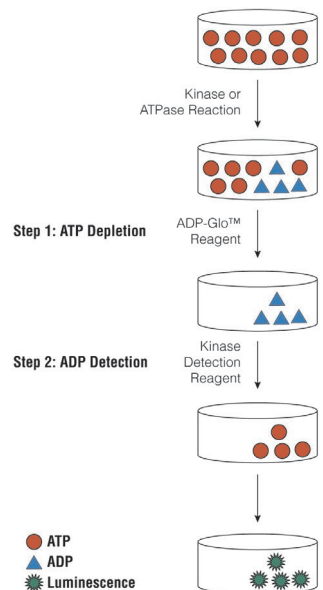 Kinase or
ATPase Reaction
Step 1: ATP Depletion
ADP-Glo™
Reagent
Step 2: ADP Detection
Kinase
Detection
Reagent
ATP
ADP
Luminescence